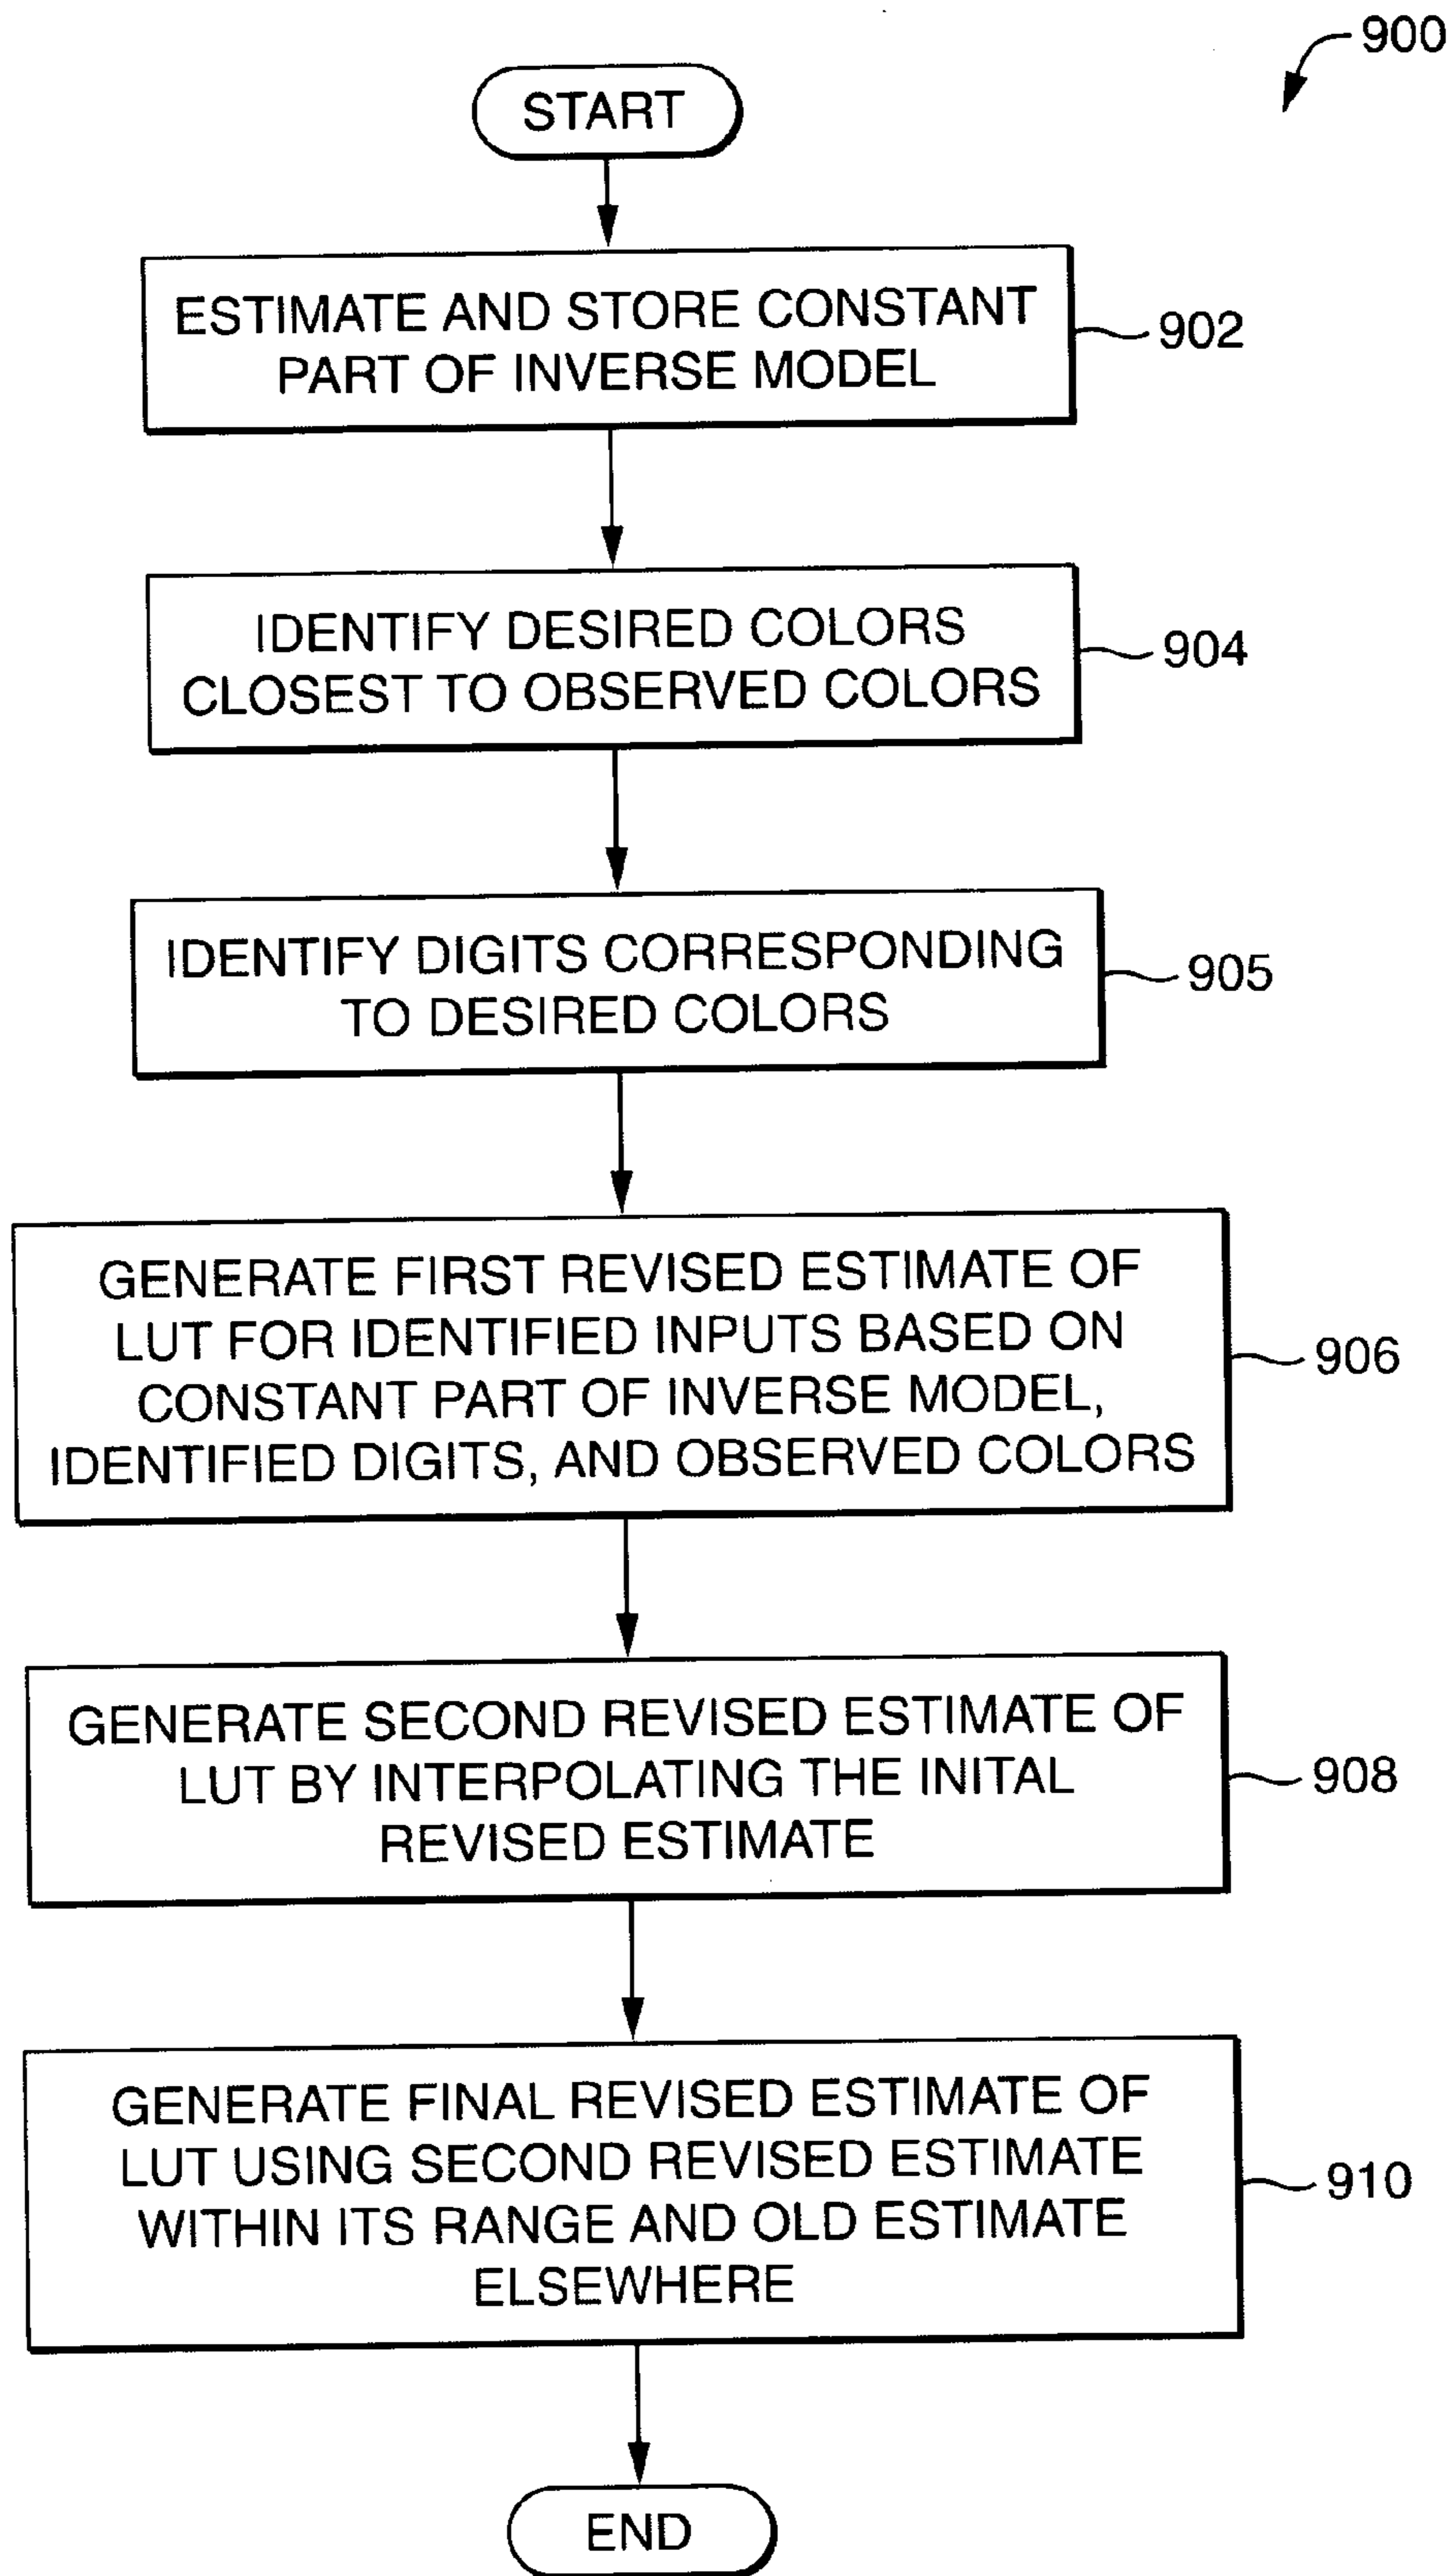 900
START
ESTIMATE AND STORE CONSTANT
PART OF INVERSE MODEL
902
IDENTIFY DESIRED COLORS
CLOSEST TO OBSERVED COLORS
904
IDENTIFY DIGITS CORRESPONDING
TO DESIRED COLORS
905
GENERATE FIRST REVISED ESTIMATE OF
LUT FOR IDENTIFIED INPUTS BASED ON
CONSTANT PART OF INVERSE MODEL,
IDENTIFIED DIGITS, AND OBSERVED COLORS
906
GENERATE SECOND REVISED ESTIMATE OF
LUT BY INTERPOLATING THE INITAL
REVISED ESTIMATE
908
GENERATE FINAL REVISED ESTIMATE OF
LUT USING SECOND REVISED ESTIMATE
WITHIN ITS RANGE AND OLD ESTIMATE
ELSEWHERE
910
END